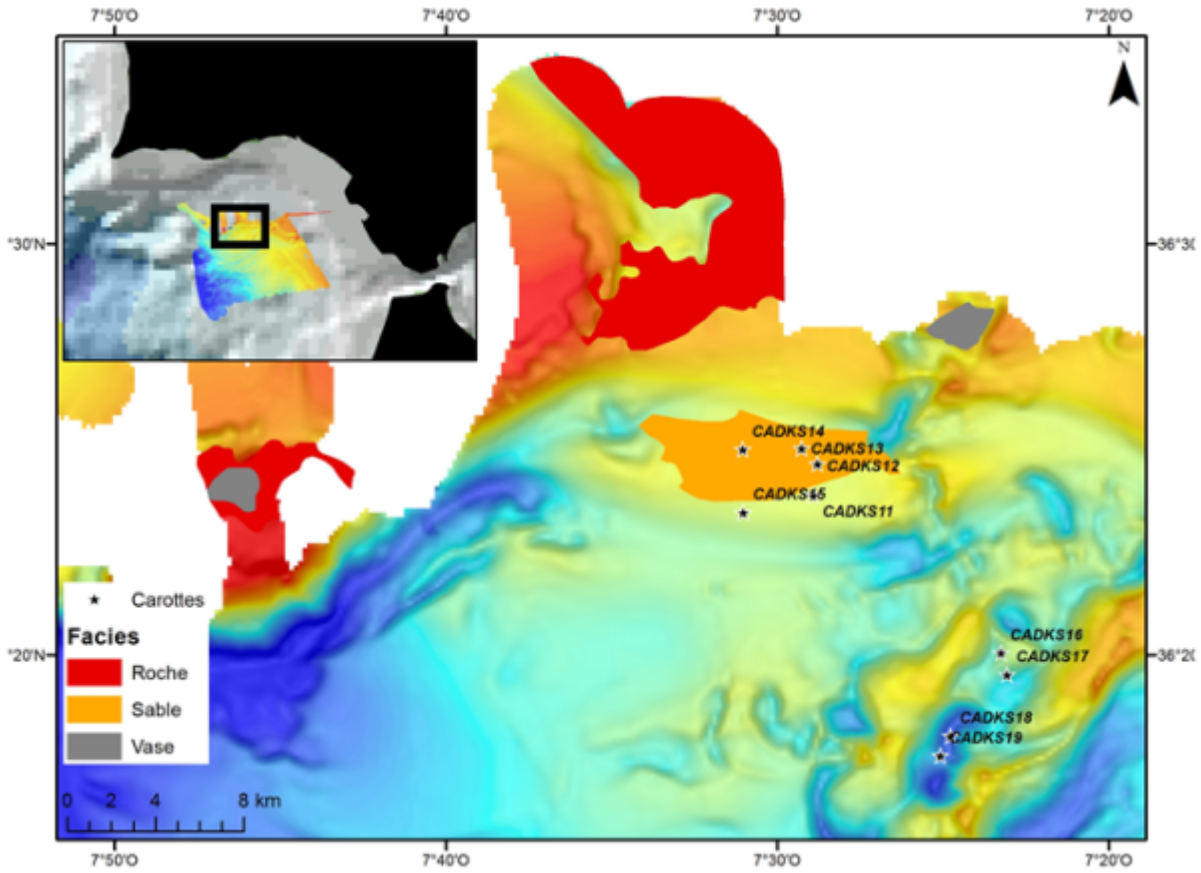 7°50'O 7°40'O 7°30'O 7°20'O
N
°30'N 36°30
CADKS14
CADKS13
CADKS12
CADKS15
CADKS11
★ Carottes
Facies
Roche
Sable
Vase
CADKS16
CADKS17
°20'N 36°20
CADKS18
CADKS19
0 2 4 8 km
7°50'O 7°40'O 7°30'O 7°20'O